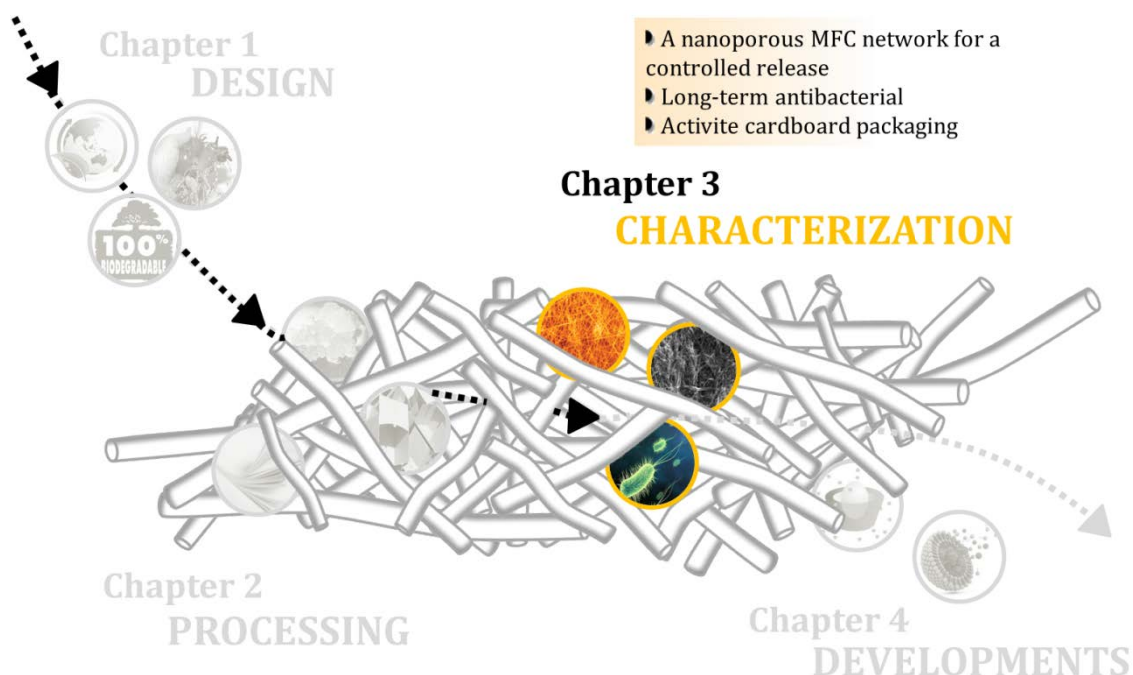 Chapter 1
DESIGN
◗ A nanoporous MFC network for a
controlled release
◗ Long-term antibacterial
◗ Activite cardboard packaging
Chapter 3
CHARACTERIZATION
100%
BIODEGRADABLE
Chapter 2
PROCESSING
Chapter 4
DEVELOPMENTS